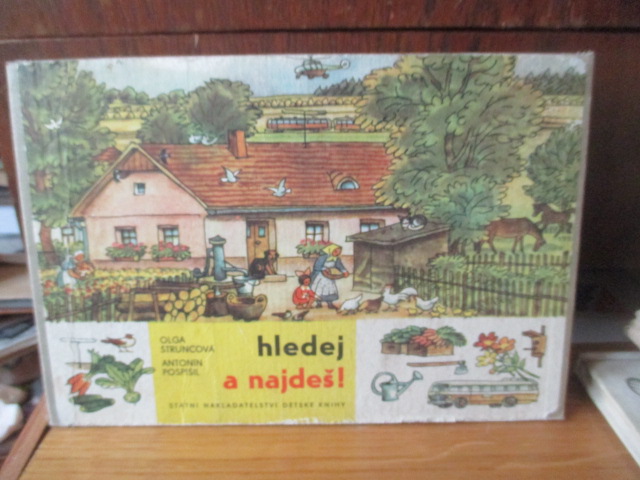 OLGA
STRUNCOVÁ
ANTONÍN
POSPÍŠIL
hledej
a najdeš!
STÁTNÍ NAKLADATELSTVÍ DĚTSKÉ KNIHY